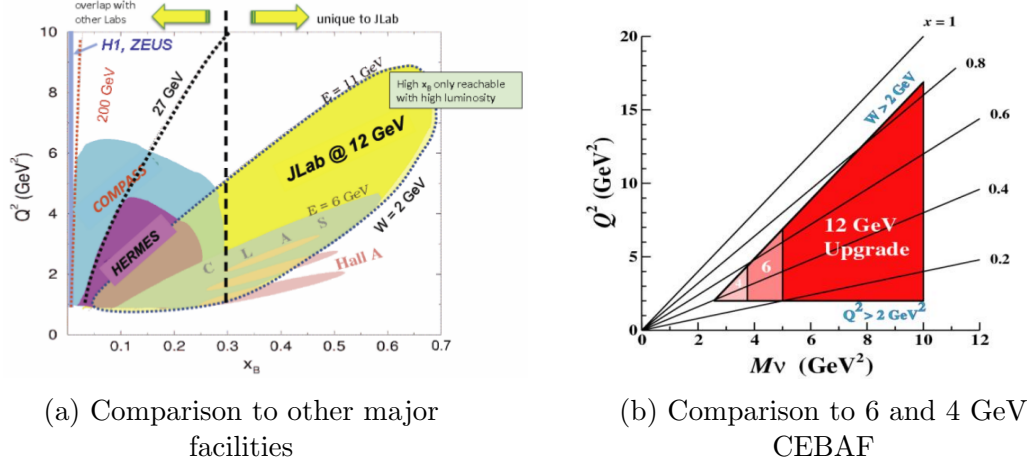 overlap with
other Labs
unique to JLab
H1, ZEUS
200 GeV
27 GeV
E = 11 GeV
High xB only reachable
with high luminosity
JLab @ 12 GeV
COMPASS
E = 6 GeV
W = 2 GeV
HERMES
C L A S
Hall A
Q² (GeV²)
10
8
6
4
2
0
0.1
0.2
0.3
0.4
0.5
0.6
0.7
xB
(a) Comparison to other major
facilities
x = 1
0.8
0.6
0.4
0.2
W > 2 GeV
12 GeV
Upgrade
6
4
Q² > 2 GeV²
Q² (GeV²)
20
15
10
5
0
0
2
4
6
8
10
12
Mν (GeV²)
(b) Comparison to 6 and 4 GeV
CEBAF